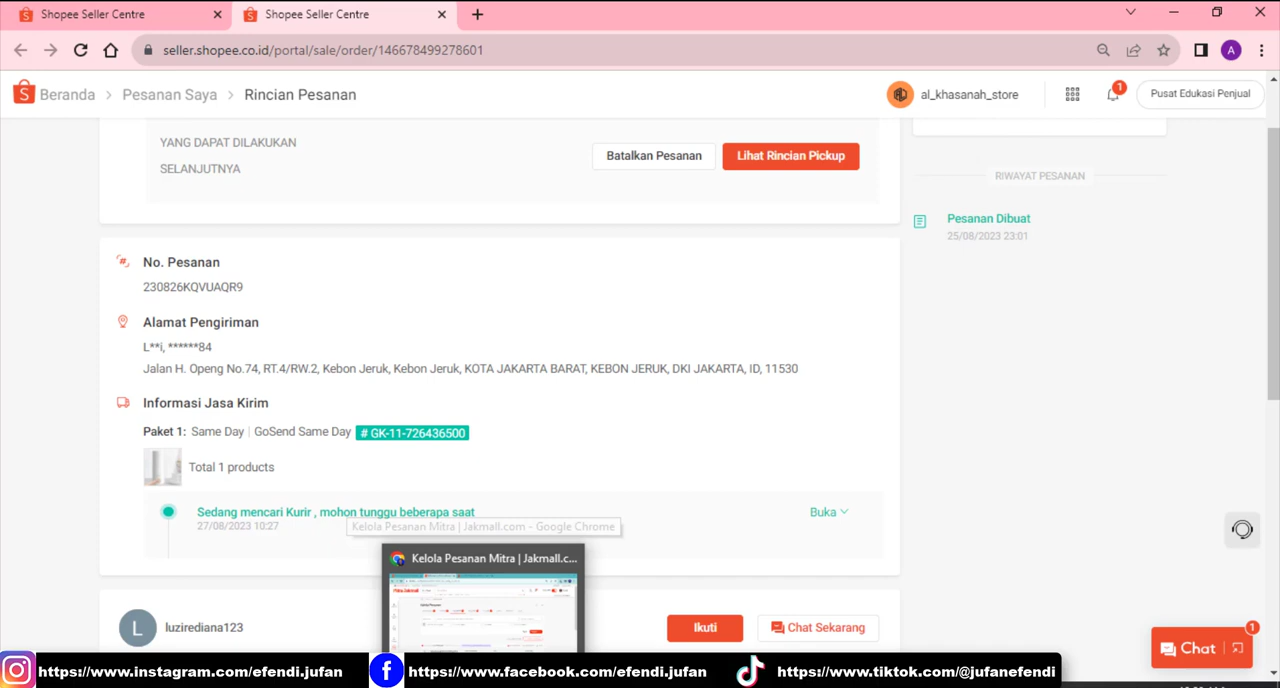 Shopee Seller Centre
Shopee Seller Centre
seller.shopee.co.id/portal/sale/order/146678499278601
A
Beranda > Pesanan Saya > Rincian Pesanan
al_khasanah_store
1
Pusat Edukasi Penjual
YANG DAPAT DILAKUKAN
SELANJUTNYA
Batalkan Pesanan
Lihat Rincian Pickup
RIWAYAT PESANAN
Pesanan Dibuat
25/08/2023 23:01
No. Pesanan
230826KQVUAQR9
Alamat Pengiriman
L**i, ******84
Jalan H. Openg No.74, RT.4/RW.2, Kebon Jeruk, Kebon Jeruk, KOTA JAKARTA BARAT, KEBON JERUK, DKI JAKARTA, ID, 11530
Informasi Jasa Kirim
Paket 1: Same Day | GoSend Same Day # GK-11-726436500
Total 1 products
Sedang mencari Kurir , mohon tunggu beberapa saat
Buka
27/08/2023 10:27
Kelola Pesanan Mitra | Jakmall.com - Google Chrome
Kelola Pesanan Mitra | Jakmall.c...
L
luzirediana123
Ikuti
Chat Sekarang
Chat
1
https://www.instagram.com/efendi.jufan
https://www.facebook.com/efendi.jufan
https://www.tiktok.com/@jufanefendi